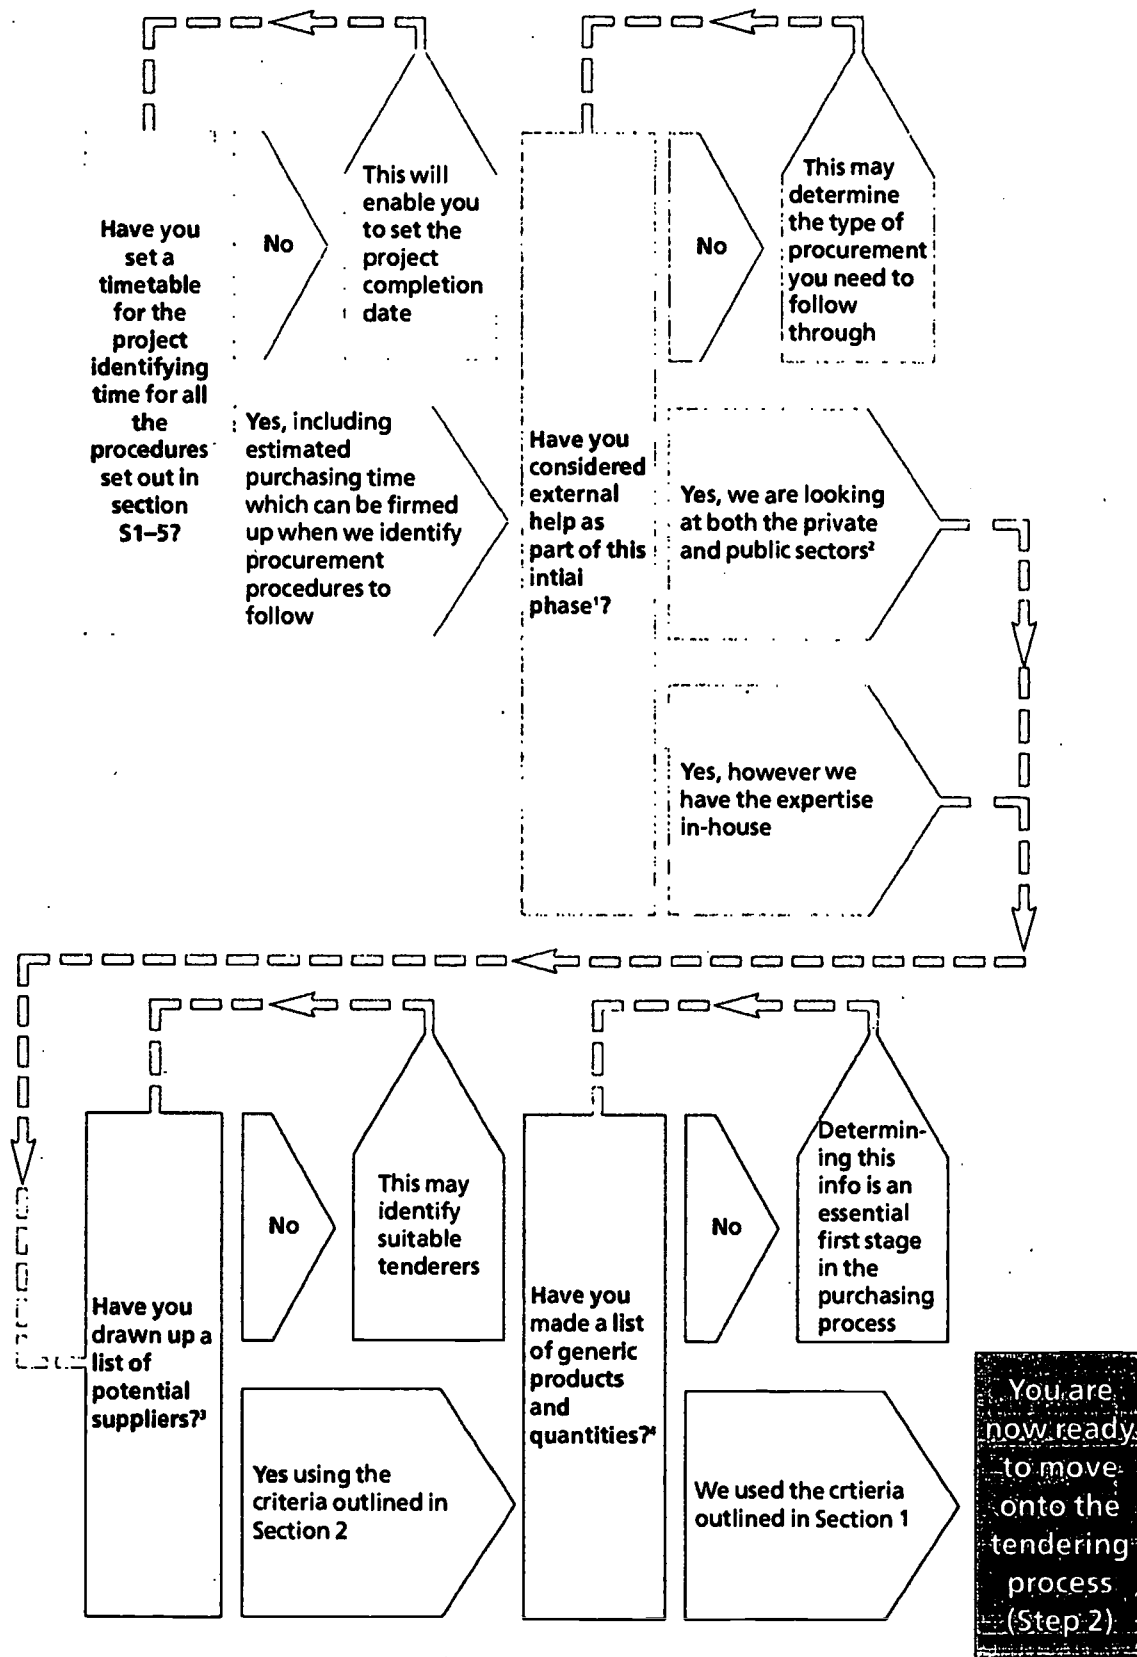 Have you
set a
timetable
for the
project
identifying
time for all
the
procedures
set out in
section
S1–5?
No
This will
enable you
to set the
project
completion
date
Yes, including
estimated
purchasing time
which can be firmed
up when we identify
procurement
procedures to
follow
Have you
considered
external
help as
part of this
intial
phase¹?
No
This may
determine
the type of
procurement
you need to
follow
through
Yes, we are looking
at both the private
and public sectors²
Yes, however we
have the expertise
in-house
Have you
drawn up a
list of
potential
suppliers?³
No
This may
identify
suitable
tenderers
Yes using the
criteria outlined in
Section 2
Have you
made a list
of generic
products
and
quantities?⁴
No
Determin-
ing this
info is an
essential
first stage
in the
purchasing
process
We used the crtieria
outlined in Section 1
You are
now ready
to move
onto the
tendering
process
(Step 2)